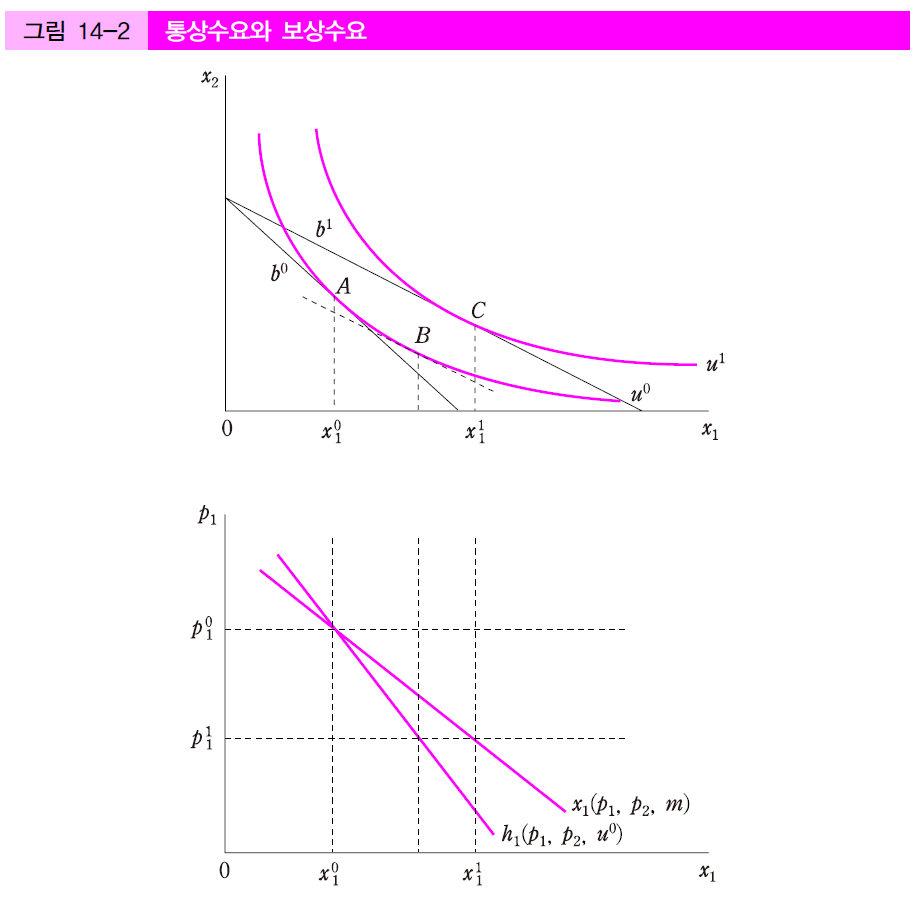 그림 14-2 통상수요와 보상수요
x₂
b¹
b⁰
A
C
B
u¹
u⁰
0 x₁⁰ x₁¹ x₁
p₁
p₁⁰
p₁¹
x₁(p₁, p₂, m)
h₁(p₁, p₂, u⁰)
0 x₁⁰ x₁¹ x₁